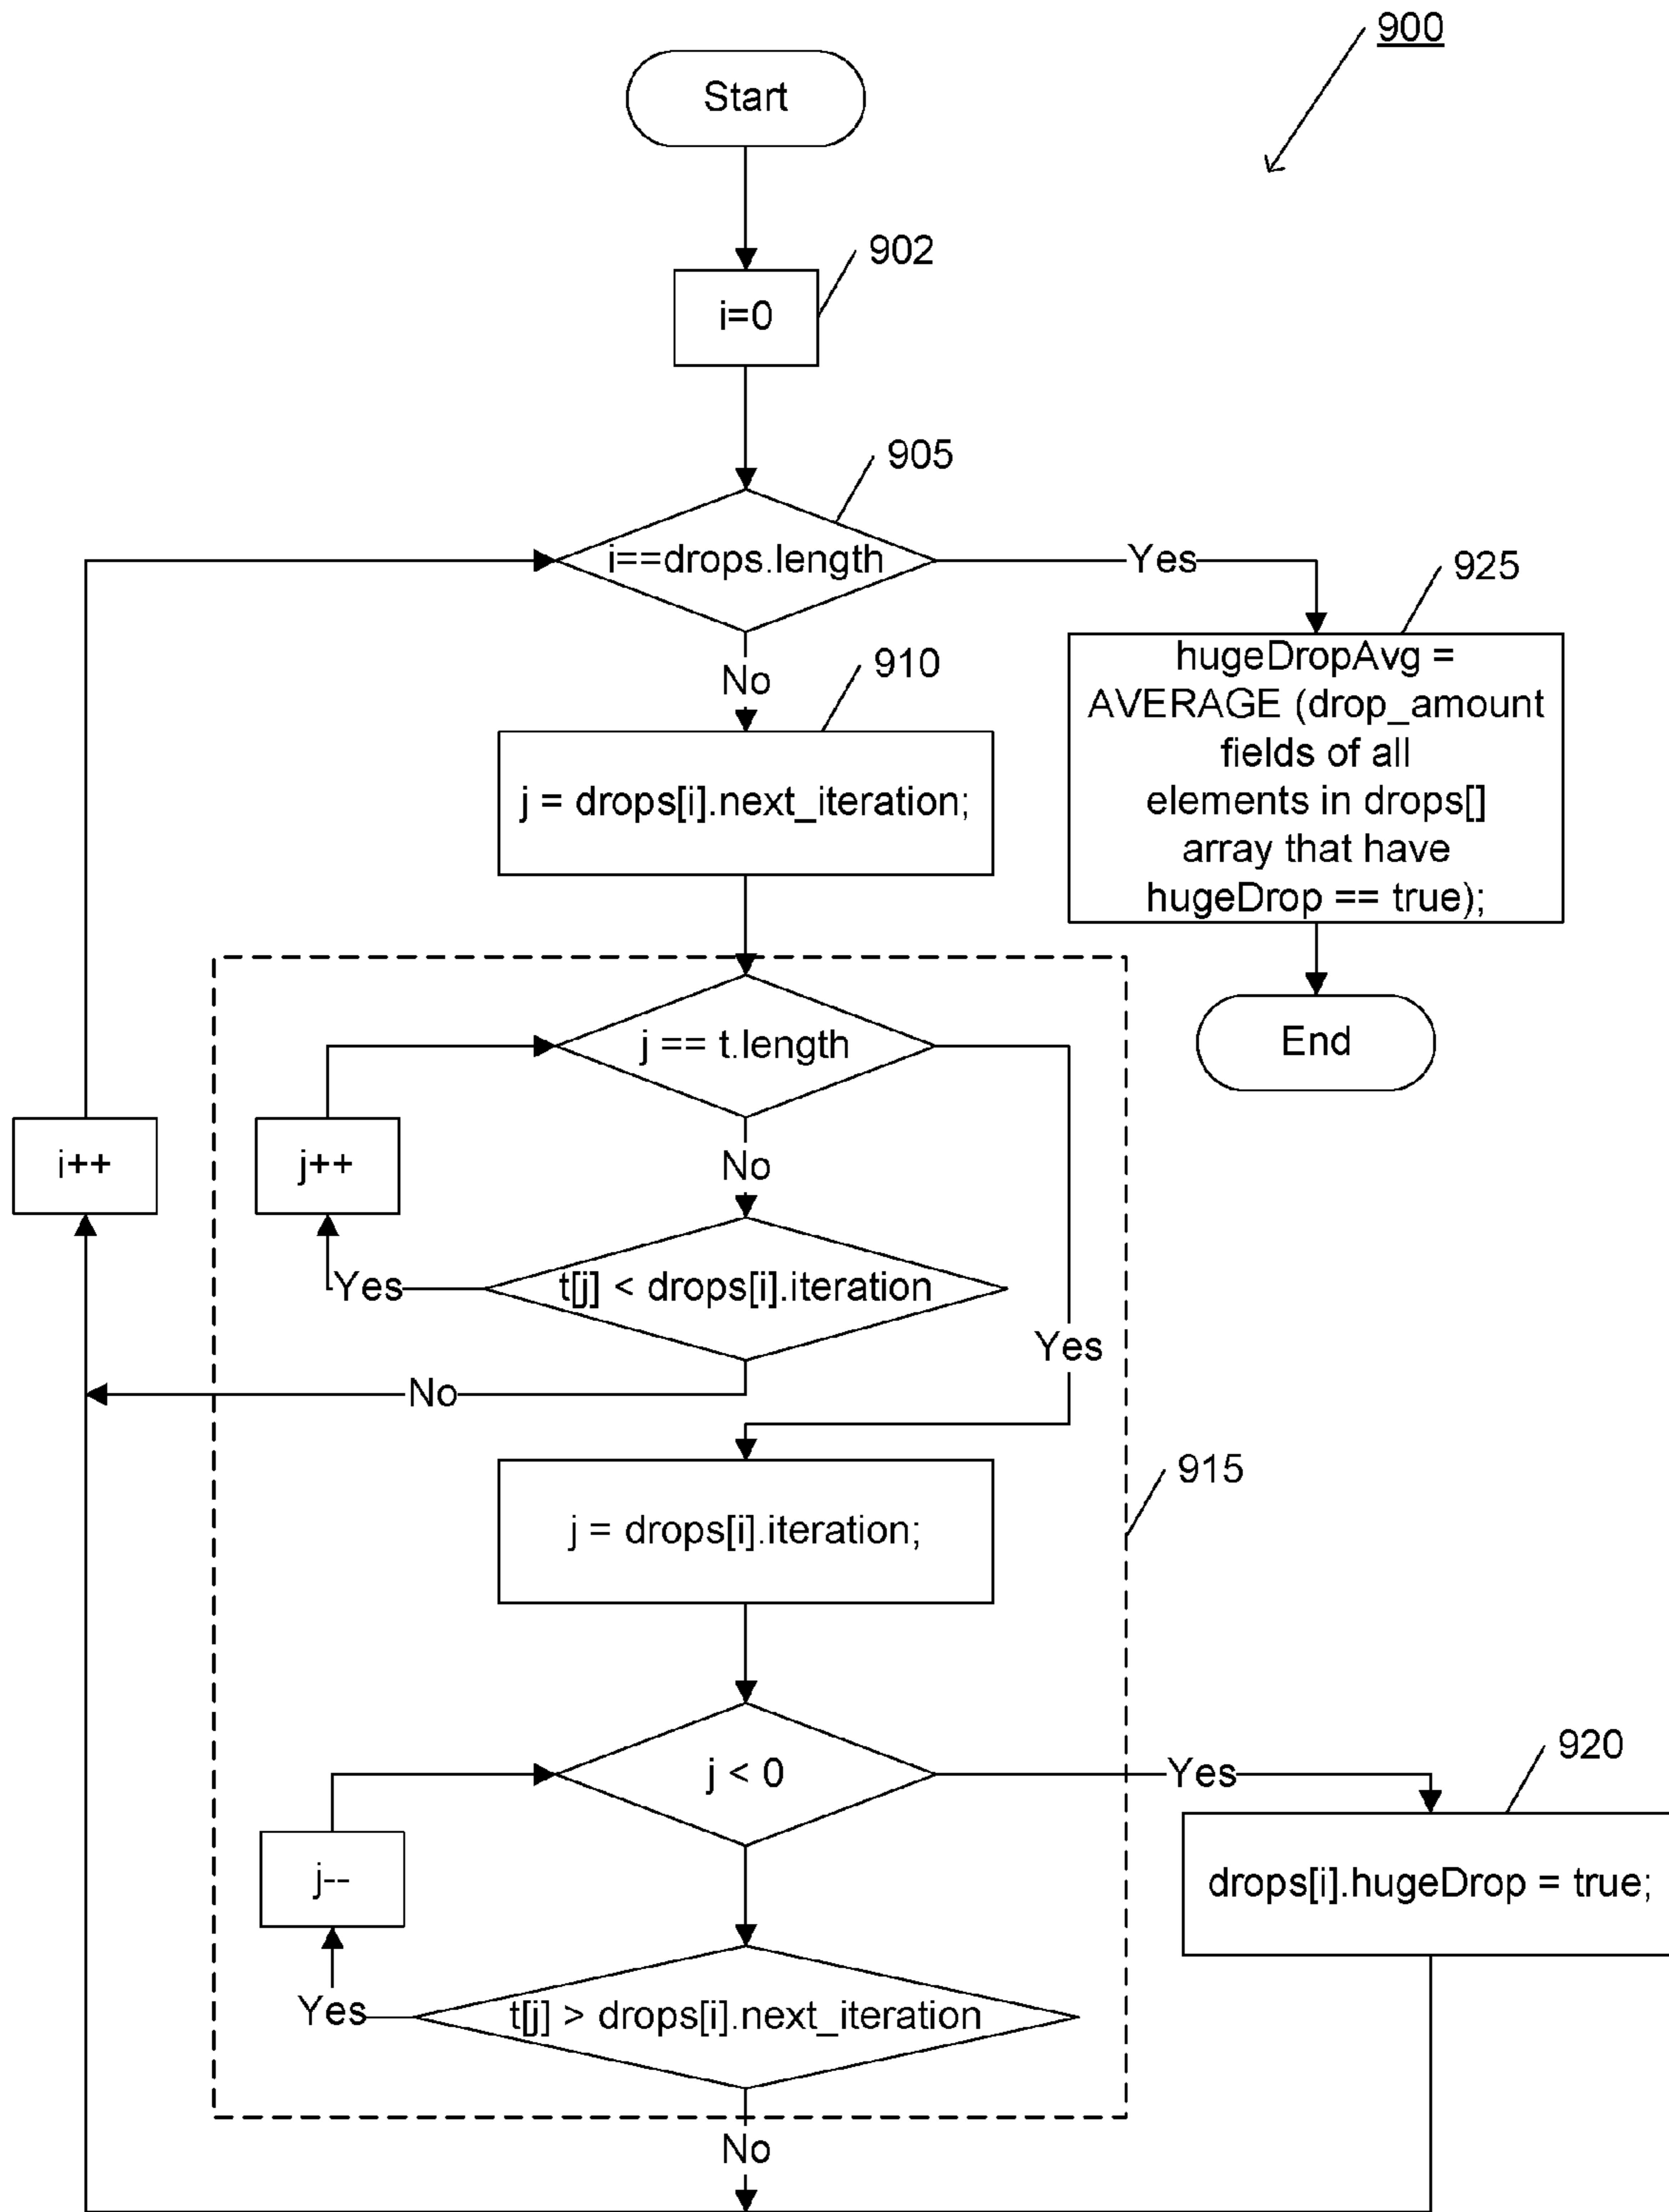 900
Start
902
i=0
905
i==drops.length
Yes
925
No
910
hugeDropAvg =
AVERAGE (drop_amount
fields of all
elements in drops[]
array that have
hugeDrop == true);
j = drops[i].next_iteration;
j == t.length
End
i++
j++
No
t[j] < drops[i].iteration
Yes
Yes
No
915
j = drops[i].iteration;
j < 0
Yes
920
j--
drops[i].hugeDrop = true;
t[j] > drops[i].next_iteration
Yes
No